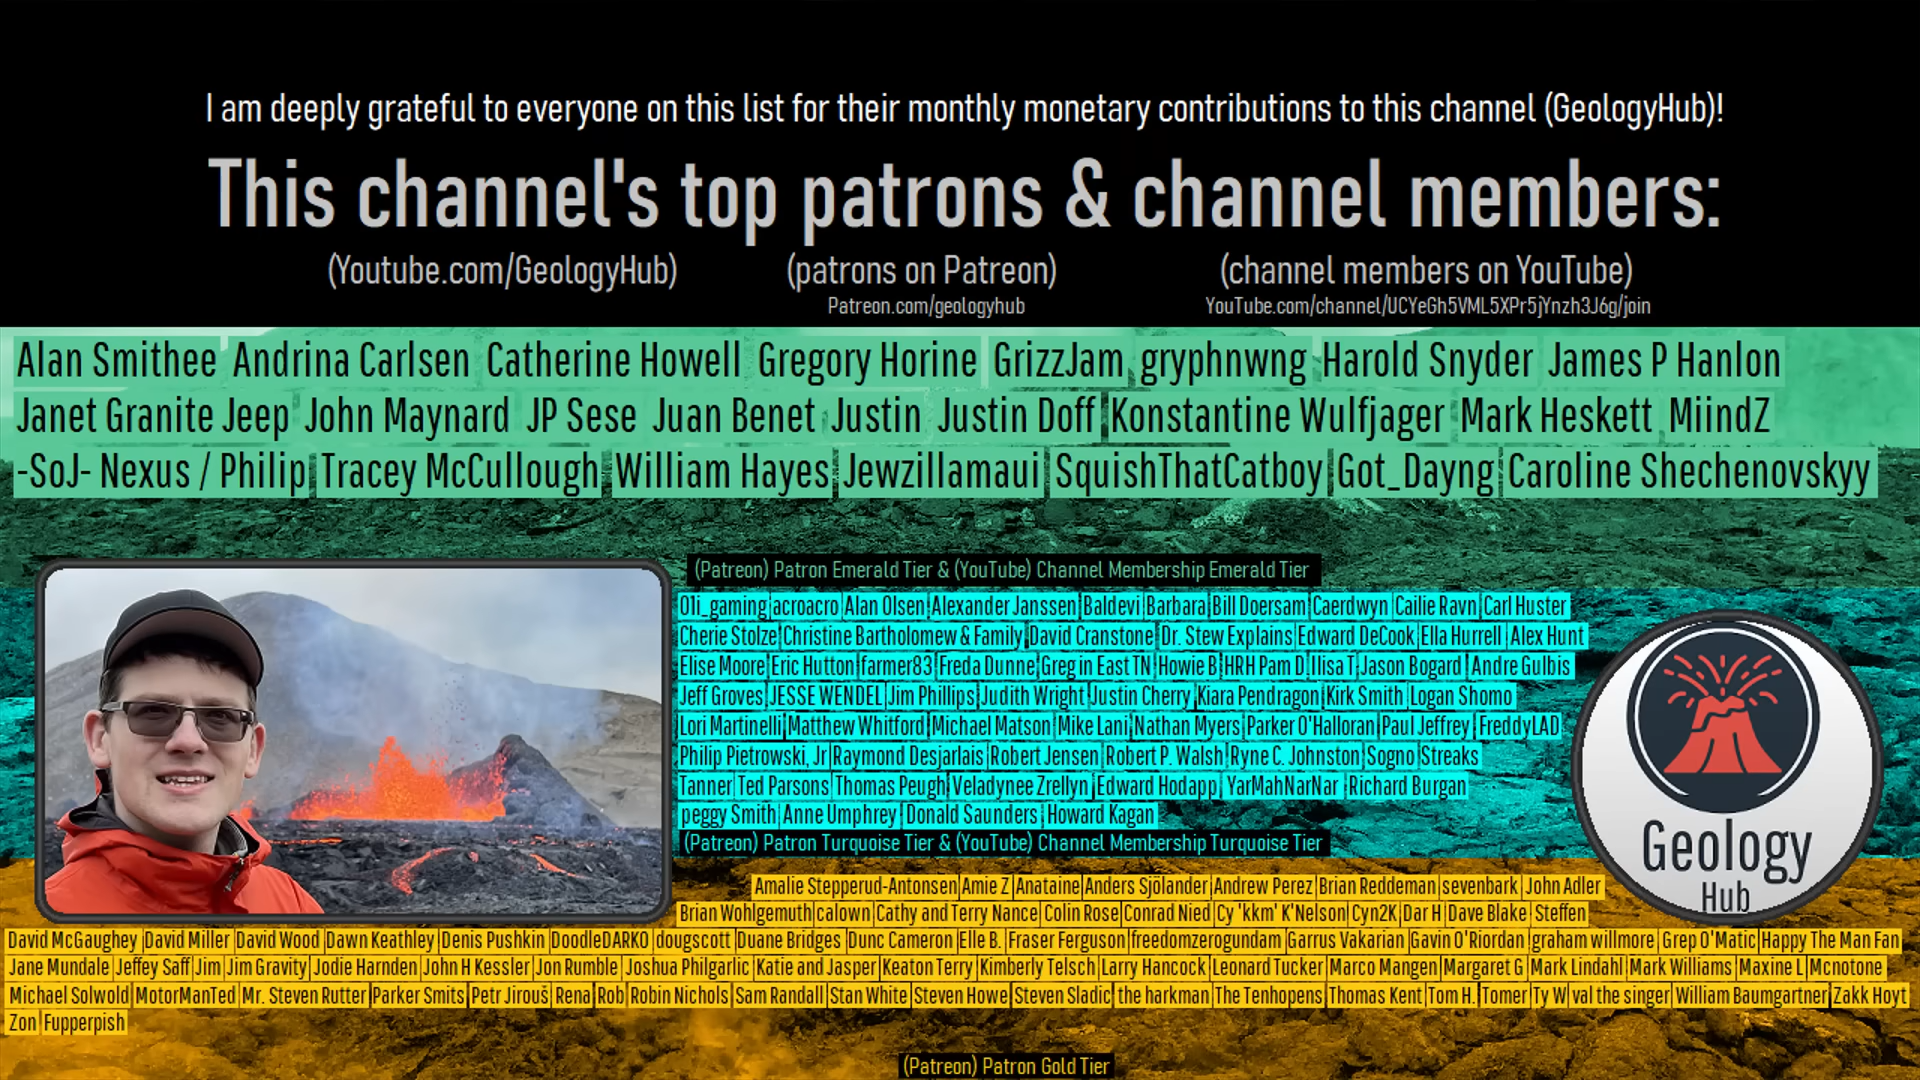 I am deeply grateful to everyone on this list for their monthly monetary contributions to this channel (GeologyHub)!
This channel's top patrons & channel members:
(Youtube.com/GeologyHub) (patrons on Patreon) (channel members on YouTube)
Patreon.com/geologyhub YouTube.com/channel/UCYeGh5VML5XPr5jYnzh3J6g/join
Alan Smithee Andrina Carlsen Catherine Howell Gregory Horine GrizzJam gryphnwng Harold Snyder James P Hanlon
Janet Granite Jeep John Maynard JP Sese Juan Benet Justin Justin Doff Konstantine Wulfjager Mark Heskett MiindZ
-SoJ- Nexus / Philip Tracey McCullough William Hayes Jewzillamaui SquishThatCatboy Got_Dayng Caroline Shechenovskyy
(Patreon) Patron Emerald Tier & (YouTube) Channel Membership Emerald Tier
01i_gaming acroacro Alan Olsen Alexander Janssen Baldevi Barbara Bill Doersam Caerdwyn Cailie Ravn Carl Huster
Cherie Stolze Christine Bartholomew & Family David Cranstone Dr. Stew Explains Edward DeCook Ella Hurrell Alex Hunt
Elise Moore Eric Hutton farmer83 Freda Dunne Greg in East TN Howie B HRH Pam D Ilisa T Jason Bogard Andre Gulbis
Jeff Groves JESSE WENDEL Jim Phillips Judith Wright Justin Cherry Kiara Pendragon Kirk Smith Logan Shomo
Lori Martinelli Matthew Whitford Michael Matson Mike Lani Nathan Myers Parker O'Halloran Paul Jeffrey FreddyLAD
Philip Pietrowski, Jr Raymond Desjarlais Robert Jensen Robert P. Walsh Ryne C. Johnston Sogno Streaks
Tanner Ted Parsons Thomas Peugh Veladynee Zrellyn Edward Hodapp YarMahNarNar Richard Burgan
peggy Smith Anne Umphrey Donald Saunders Howard Kagan
(Patreon) Patron Turquoise Tier & (YouTube) Channel Membership Turquoise Tier
Geology
Hub
Amalie Stepperud-Antonsen Amie Z Anataine Anders Sjölander Andrew Perez Brian Reddeman sevenbark John Adler
Brian Wohlgemuth calown Cathy and Terry Nance Colin Rose Conrad Nied Cy 'kkm' K'Nelson Cyn2K Dar H Dave Blake Steffen
David McGaughey David Miller David Wood Dawn Keathley Denis Pushkin DoodleDARKO dougscott Duane Bridges Dunc Cameron Elle B. Fraser Ferguson freedomzerogundam Garrus Vakarian Gavin O'Riordan graham willmore Grep O'Matic Happy The Man Fan
Jane Mundale Jeffey Saff Jim Jim Gravity Jodie Harnden John H Kessler Jon Rumble Joshua Philgarlic Katie and Jasper Keaton Terry Kimberly Telsch Larry Hancock Leonard Tucker Marco Mangen Margaret G Mark Lindahl Mark Williams Maxine L Mcnotone
Michael Solwold MotorManTed Mr. Steven Rutter Parker Smits Petr Jirouš Rena Rob Robin Nichols Sam Randall Stan White Steven Howe Steven Sladic the harkman The Tenhopens Thomas Kent Tom H. Tomer Ty W val the singer William Baumgartner Zakk Hoyt
Zon Fupperpish
(Patreon) Patron Gold Tier